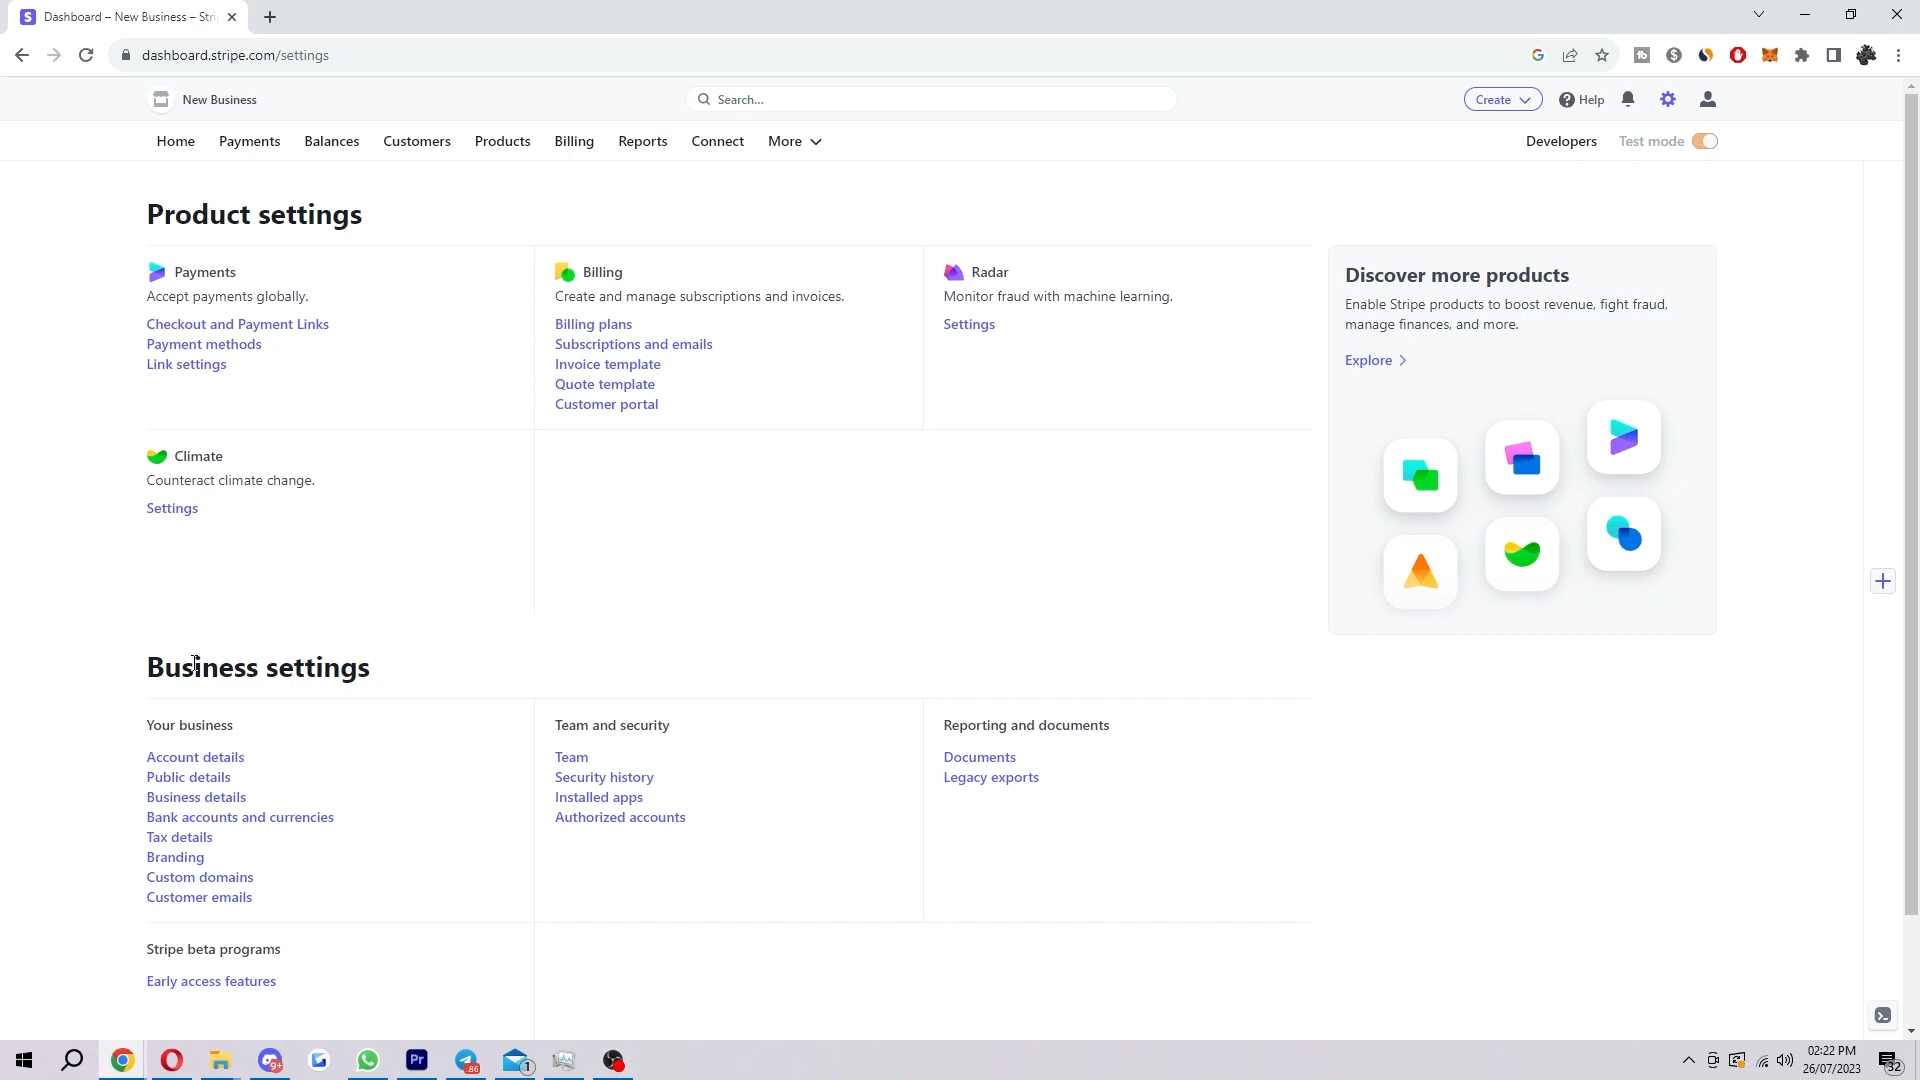 Dashboard – New Business – Stri
dashboard.stripe.com/settings
New Business
Search...
Create
Help
Home
Payments
Balances
Customers
Products
Billing
Reports
Connect
More
Developers
Test mode
Product settings
Payments
Accept payments globally.
Checkout and Payment Links
Payment methods
Link settings
Billing
Create and manage subscriptions and invoices.
Billing plans
Subscriptions and emails
Invoice template
Quote template
Customer portal
Radar
Monitor fraud with machine learning.
Settings
Discover more products
Enable Stripe products to boost revenue, fight fraud,
manage finances, and more.
Explore
Climate
Counteract climate change.
Settings
Business settings
Your business
Account details
Public details
Business details
Bank accounts and currencies
Tax details
Branding
Custom domains
Customer emails
Team and security
Team
Security history
Installed apps
Authorized accounts
Reporting and documents
Documents
Legacy exports
Stripe beta programs
Early access features
9+
Pr
86
1
02:22 PM
26/07/2023
32